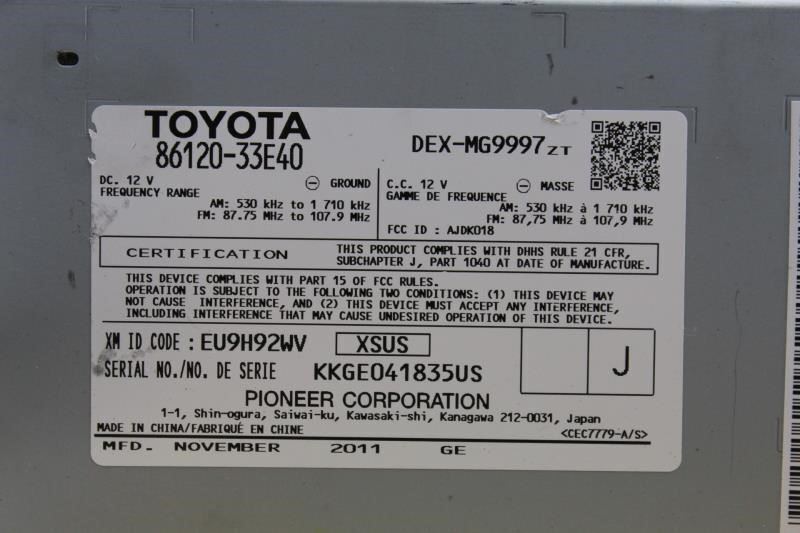 TOYOTA
86120-33E40
DEX-MG9997ZT
DC. 12 V ⊖ GROUND
FREQUENCY RANGE
AM: 530 kHz to 1 710 kHz
FM: 87.75 MHz to 107.9 MHz
C.C. 12 V ⊖ MASSE
GAMME DE FREQUENCE
AM: 530 kHz à 1 710 kHz
FM: 87,75 MHz à 107,9 MHz
FCC ID : AJDK018
CERTIFICATION
THIS PRODUCT COMPLIES WITH DHHS RULE 21 CFR,
SUBCHAPTER J, PART 1040 AT DATE OF MANUFACTURE.
THIS DEVICE COMPLIES WITH PART 15 OF FCC RULES.
OPERATION IS SUBJECT TO THE FOLLOWING TWO CONDITIONS: (1) THIS DEVICE MAY
NOT CAUSE INTERFERENCE, AND (2) THIS DEVICE MUST ACCEPT ANY INTERFERENCE,
INCLUDING INTERFERENCE THAT MAY CAUSE UNDESIRED OPERATION OF THIS DEVICE.
XM ID CODE : EU9H92WV XSUS
J
SERIAL NO./NO. DE SERIE KKGE041835US
PIONEER CORPORATION
1-1, Shin-ogura, Saiwai-ku, Kawasaki-shi, Kanagawa 212-0031, Japan
MADE IN CHINA/FABRIQUÉ EN CHINE
<CEC7779-A/S>
MFD. NOVEMBER 2011 GE